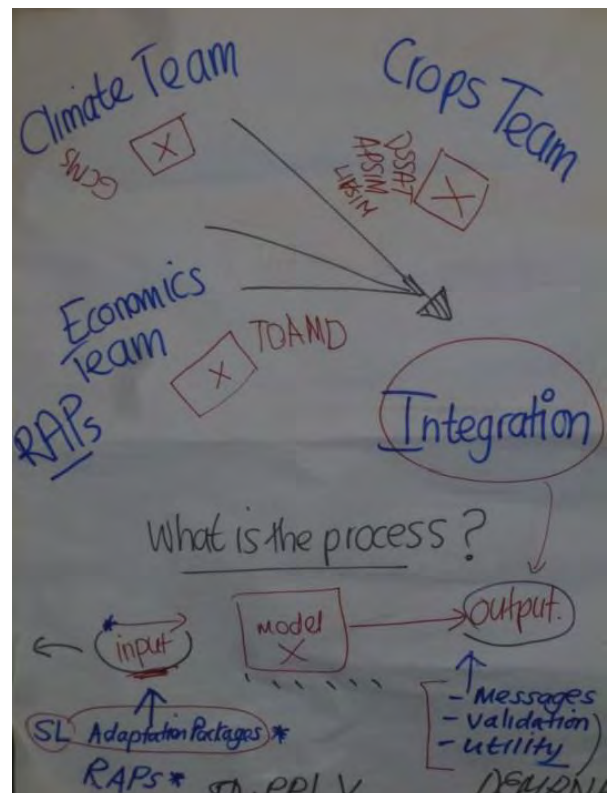 Climate Team
Crops Team
X
GCMS
DSSAT
APSIM
X
Economics
Team
TOAMD
X
RAPs
Integration
What is the process?
* input
model
X
output.
SL Adaptation Packages *
RAPs *
- Messages
- Validation
- utility